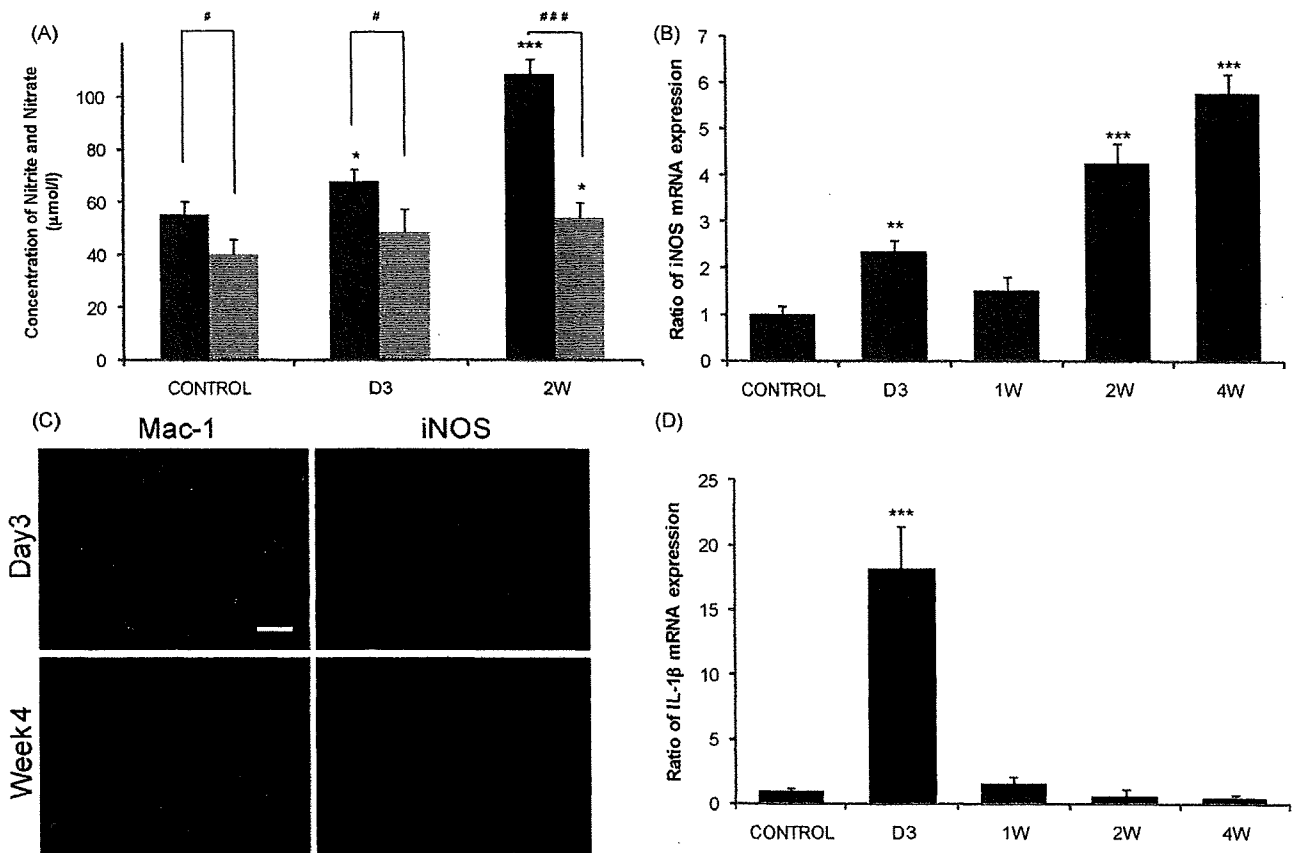 (A)
# # ###
***
*
*
Concentration of Nitrite and Nitrate
(μmol/l)
100
80
60
40
20
0
CONTROL D3 2W
(B)
Ratio of iNOS mRNA expression
7
6
5
4
3
2
1
0
**
***
***
CONTROL D3 1W 2W 4W
(C)
Mac-1 iNOS
Day3
Week4
(D)
Ratio of IL-1β mRNA expression
25
20
15
10
5
0
***
CONTROL D3 1W 2W 4W